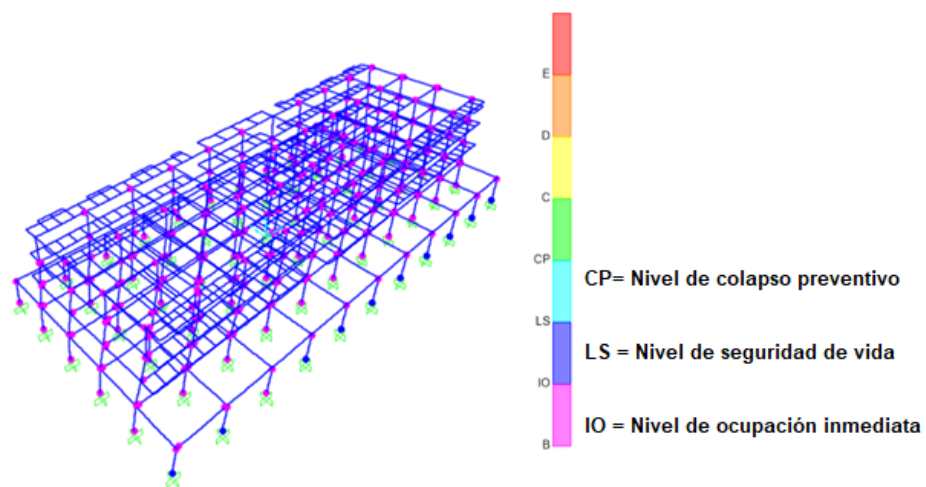 E
D
C
CP
CP= Nivel de colapso preventivo
LS
LS = Nivel de seguridad de vida
IO
IO = Nivel de ocupación inmediata
B